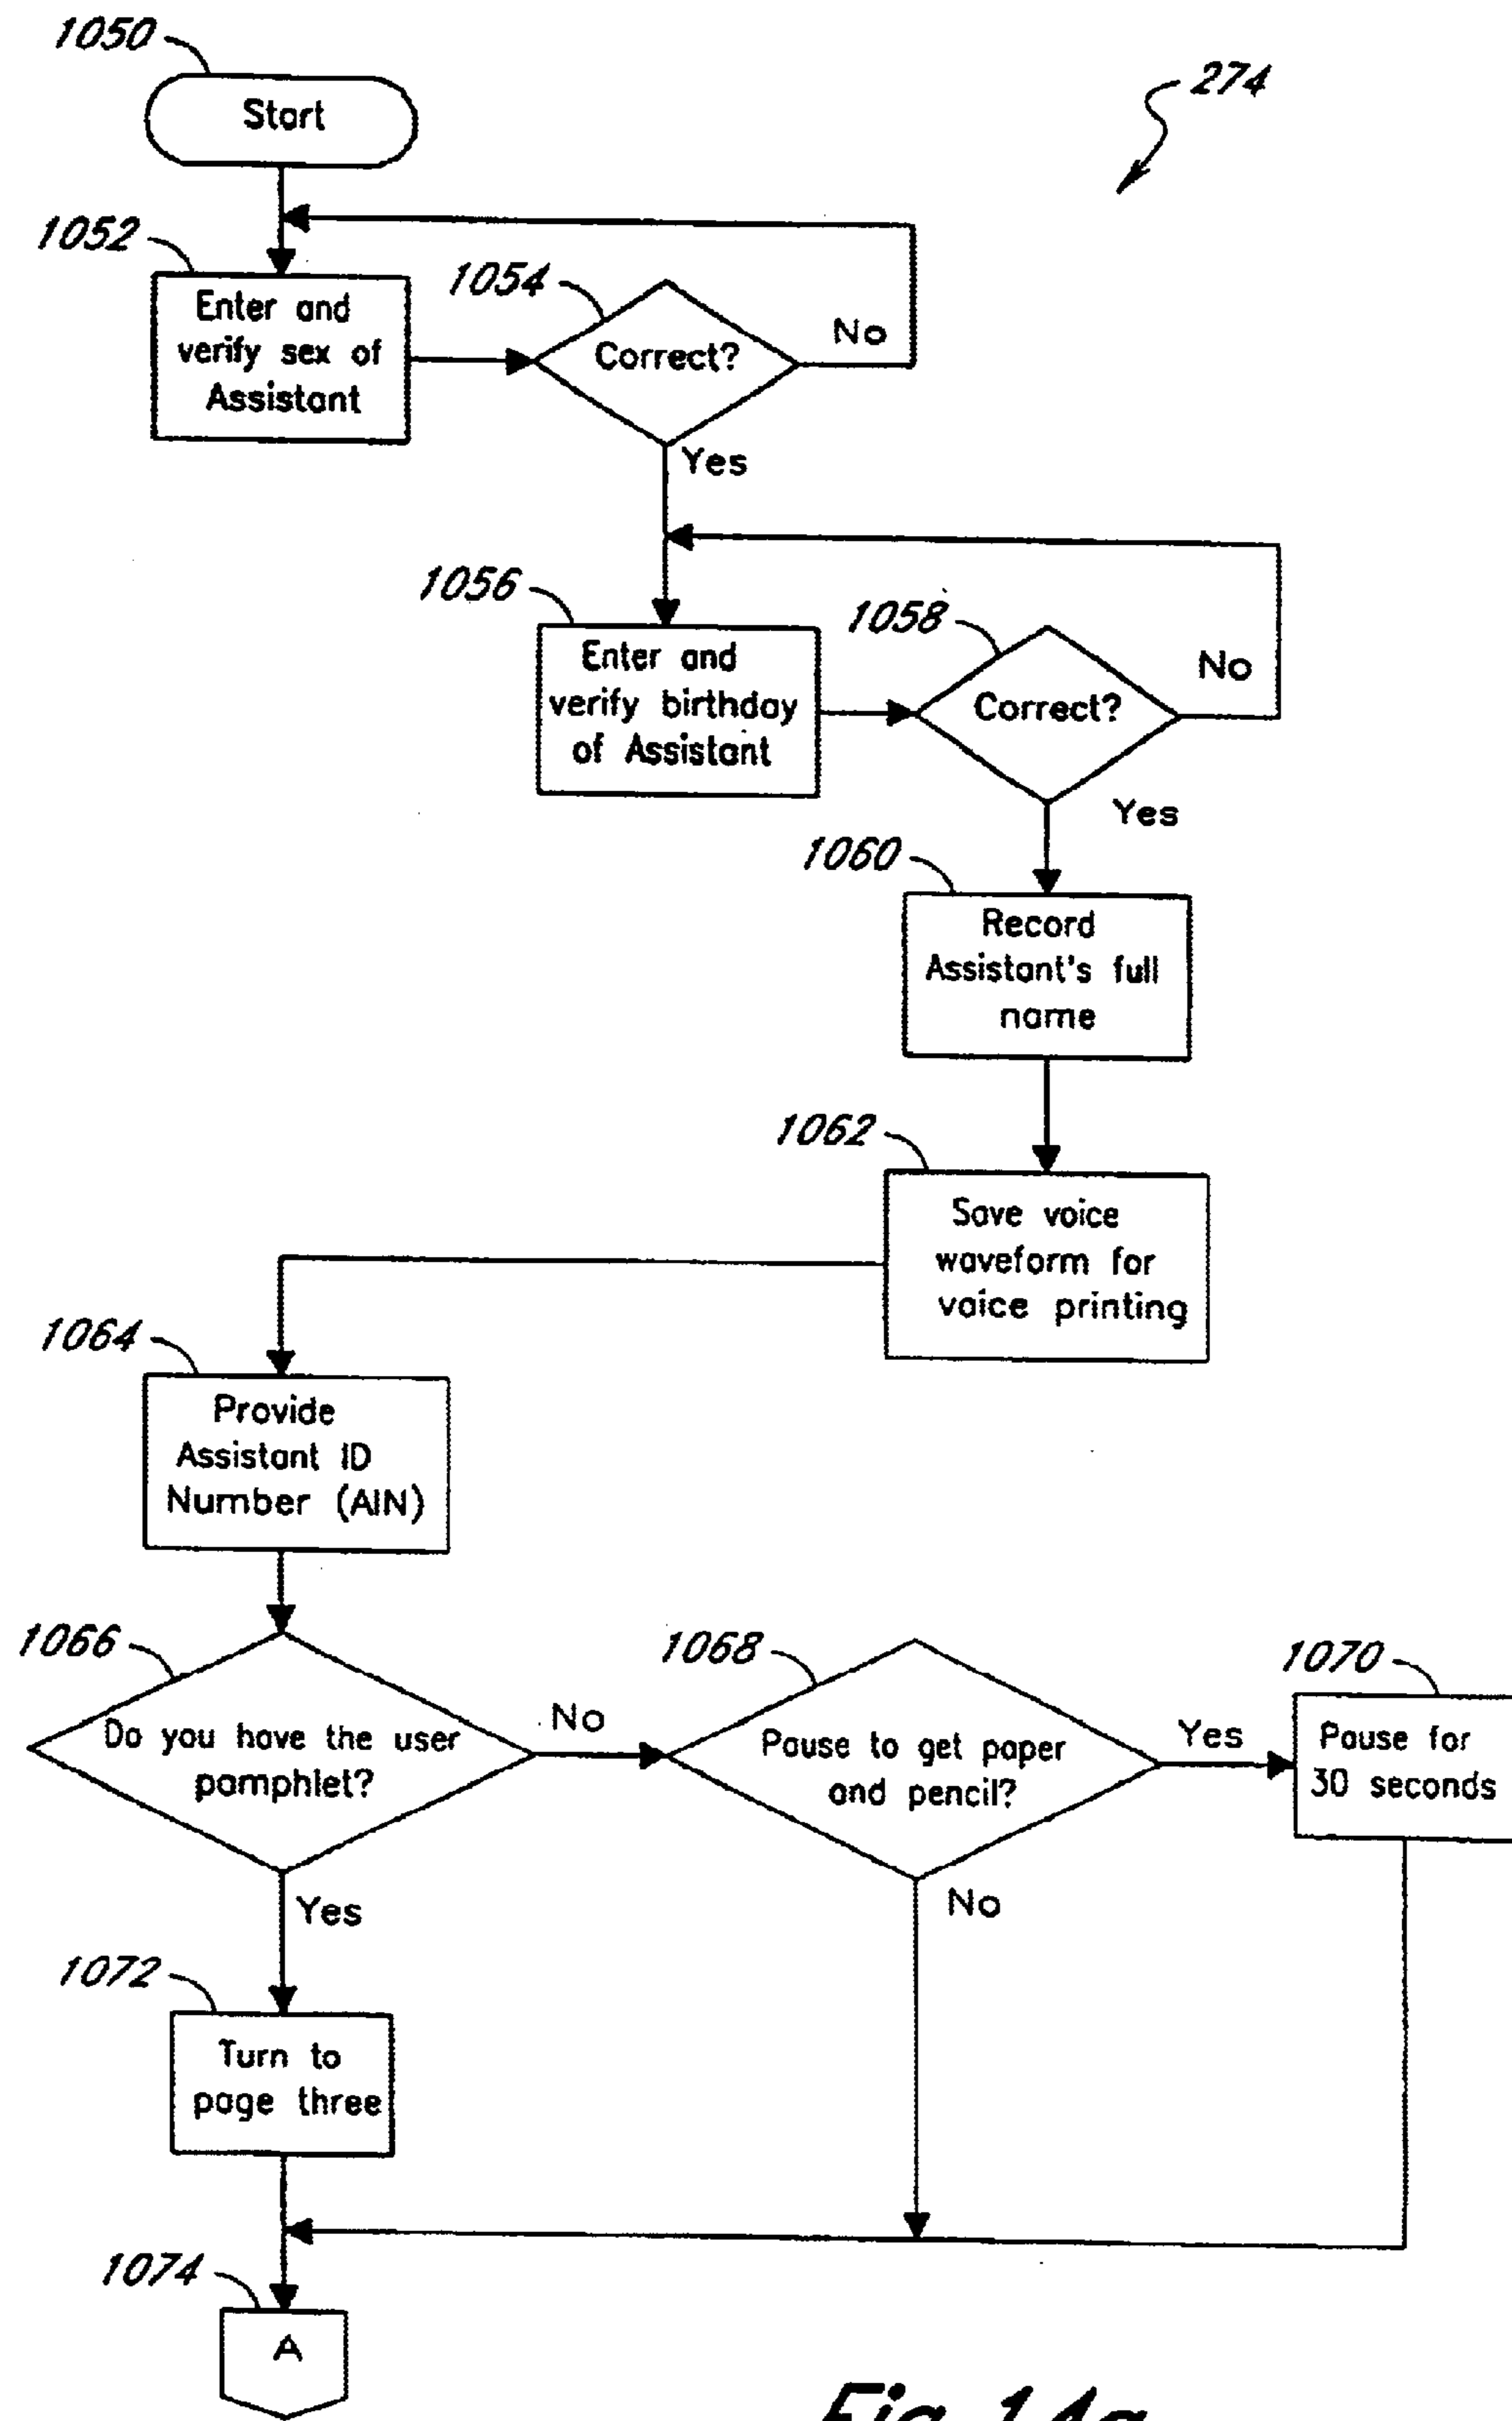 1050
Start
274
1052
Enter and
verify sex of
Assistant
1054
Correct?
No
Yes
1056
Enter and
verify birthday
of Assistant
1058
Correct?
No
Yes
1060
Record
Assistant's full
name
1062
Save voice
waveform for
voice printing
1064
Provide
Assistant ID
Number (AIN)
1066
Do you have the user
pamphlet?
No
1068
Pause to get paper
and pencil?
Yes
1070
Pause for
30 seconds
Yes
No
1072
Turn to
page three
1074
A
Fig. 14a